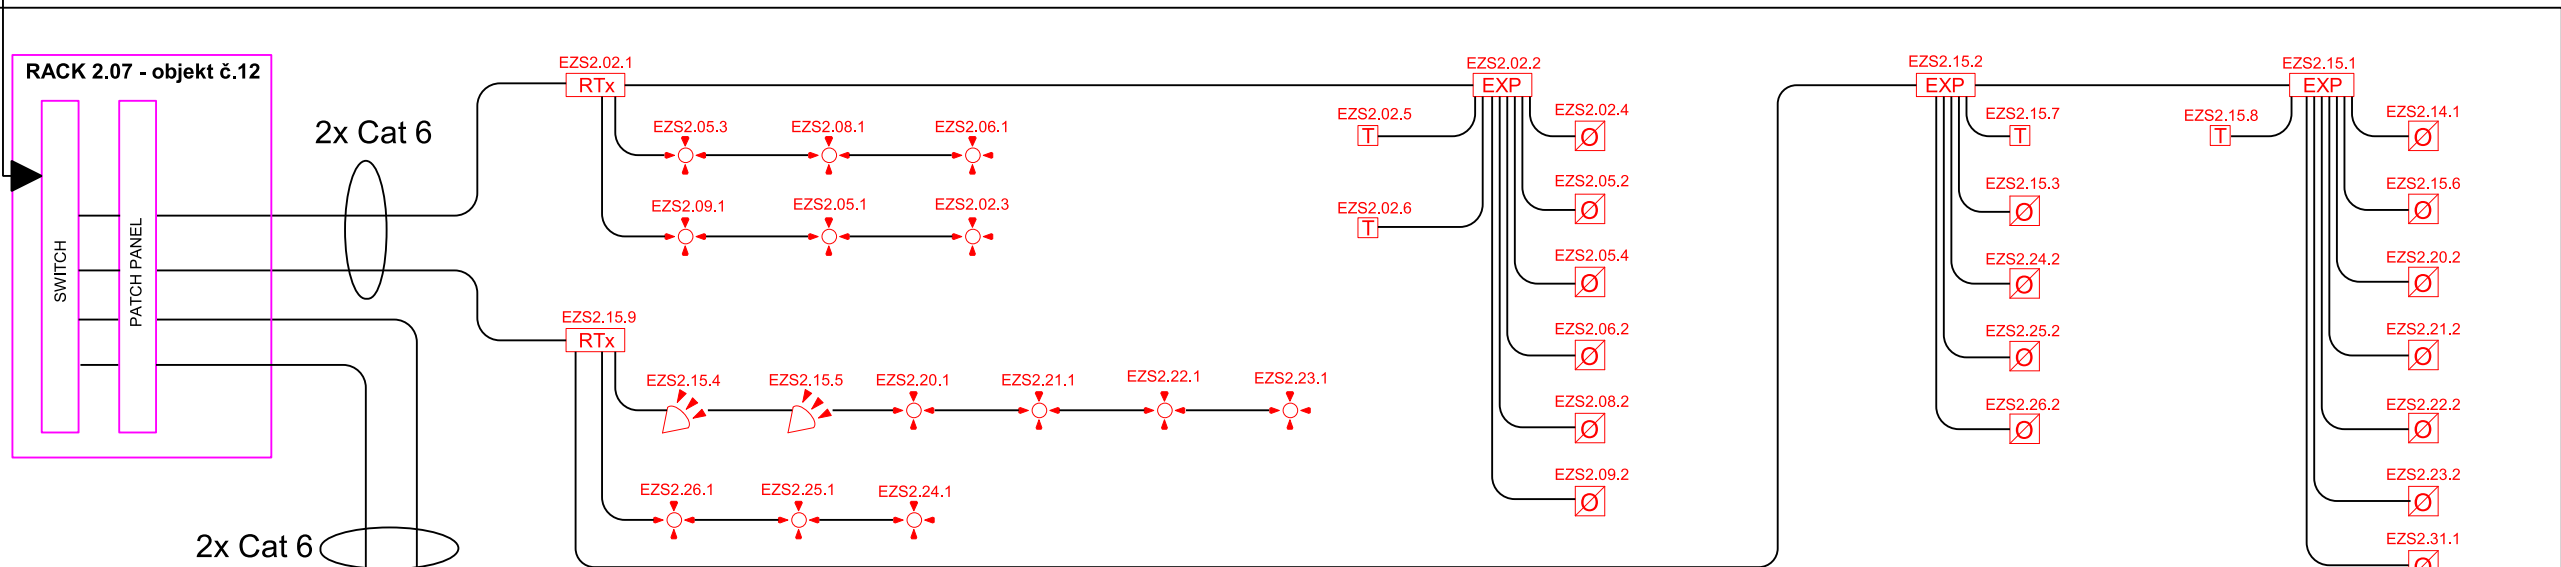 RACK 2.07 - objekt č.12
SWITCH
PATCH PANEL
2x Cat 6
2x Cat 6
EZS2.02.1
RTx
EZS2.05.3
EZS2.08.1
EZS2.06.1
EZS2.09.1
EZS2.05.1
EZS2.02.3
EZS2.15.9
RTx
EZS2.15.4
EZS2.15.5
EZS2.20.1
EZS2.21.1
EZS2.22.1
EZS2.23.1
EZS2.26.1
EZS2.25.1
EZS2.24.1
EZS2.02.2
EXP
EZS2.02.5
T
EZS2.02.6
T
EZS2.02.4
Ø
EZS2.05.2
Ø
EZS2.05.4
Ø
EZS2.06.2
Ø
EZS2.08.2
Ø
EZS2.09.2
Ø
EZS2.15.2
EXP
EZS2.15.7
T
EZS2.15.3
Ø
EZS2.24.2
Ø
EZS2.25.2
Ø
EZS2.26.2
Ø
EZS2.15.1
EXP
EZS2.15.8
T
EZS2.14.1
Ø
EZS2.15.6
Ø
EZS2.20.2
Ø
EZS2.21.2
Ø
EZS2.22.2
Ø
EZS2.23.2
Ø
EZS2.31.1
Ø